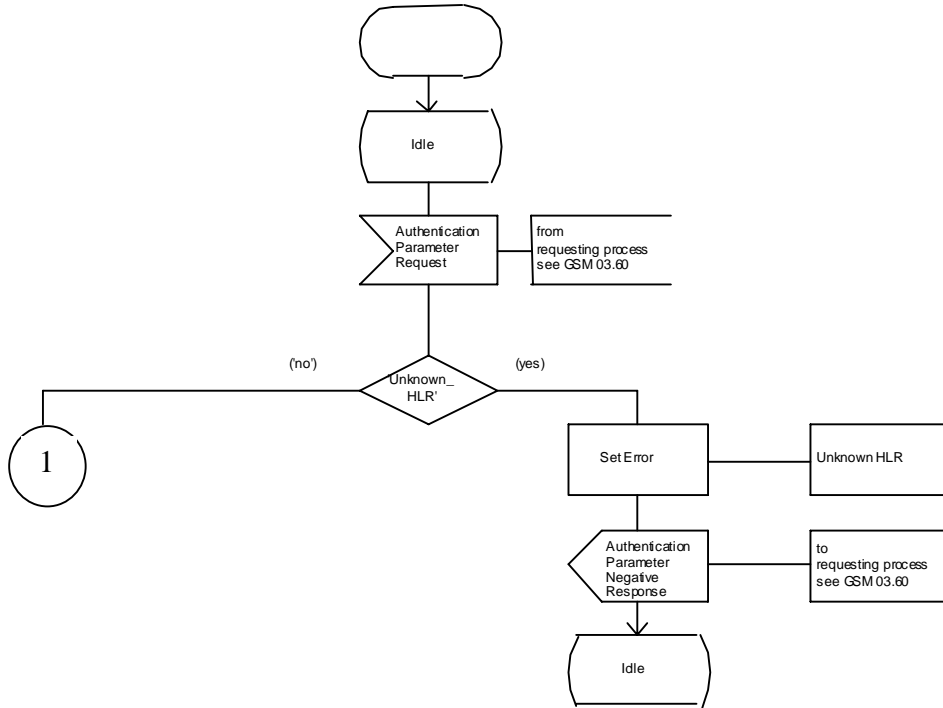 Idle
Authentication
Parameter
Request
from
requesting process
see GSM 03.60
('no')
'Unknown_
HLR'
(yes)
1
Set Error
Unknown HLR
Authentication
Parameter
Negative
Response
to
requesting process
see GSM 03.60
Idle